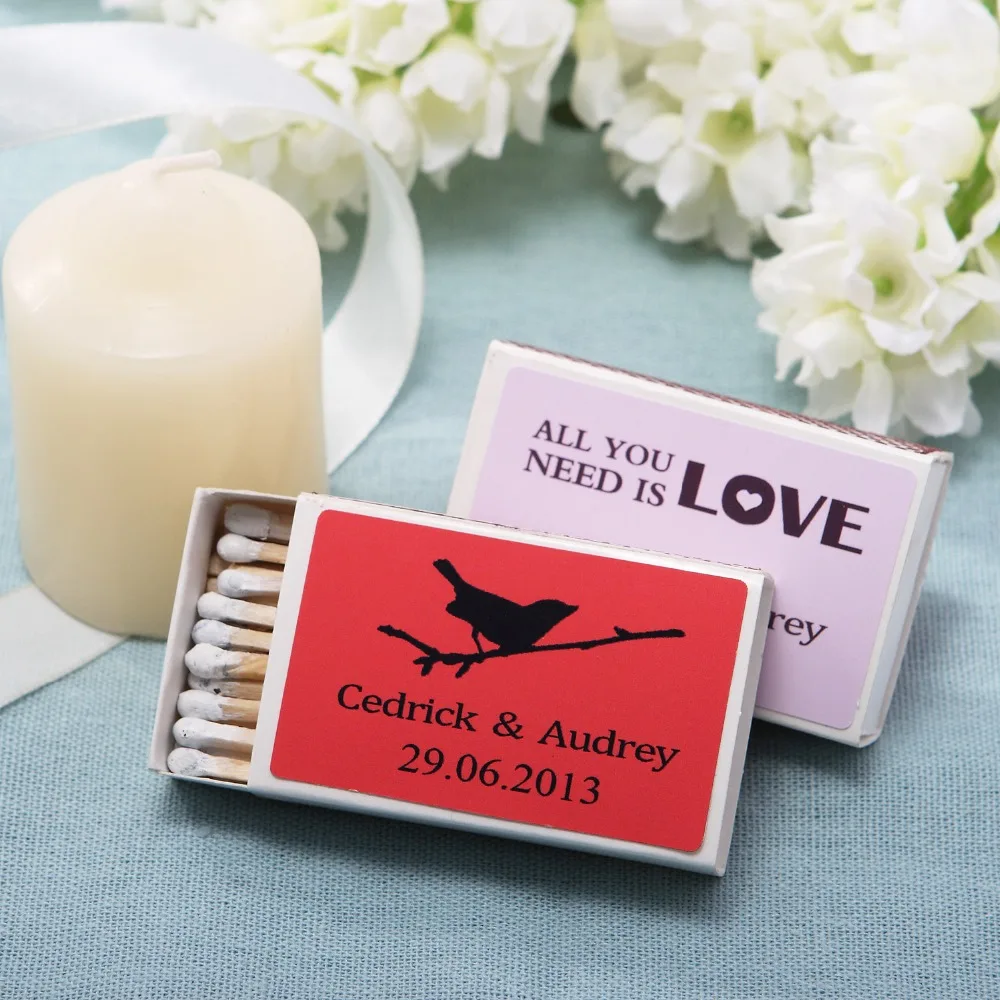 ALL YOU
NEED IS LOVE
rey
Cedrick & Audrey
29.06.2013